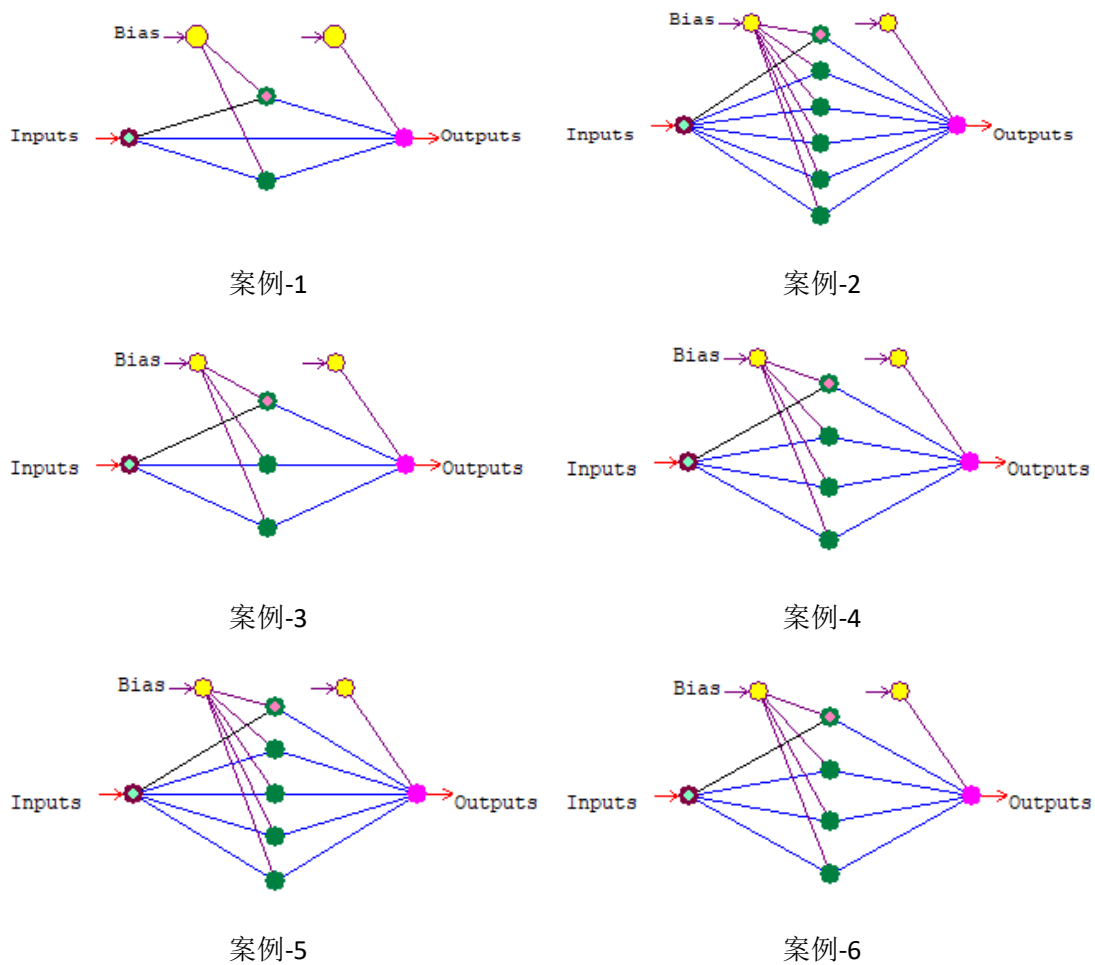 Bias
Inputs
Outputs
案例-1
Bias
Inputs
Outputs
案例-2
Bias
Inputs
Outputs
案例-3
Bias
Inputs
Outputs
案例-4
Bias
Inputs
Outputs
案例-5
Bias
Inputs
Outputs
案例-6